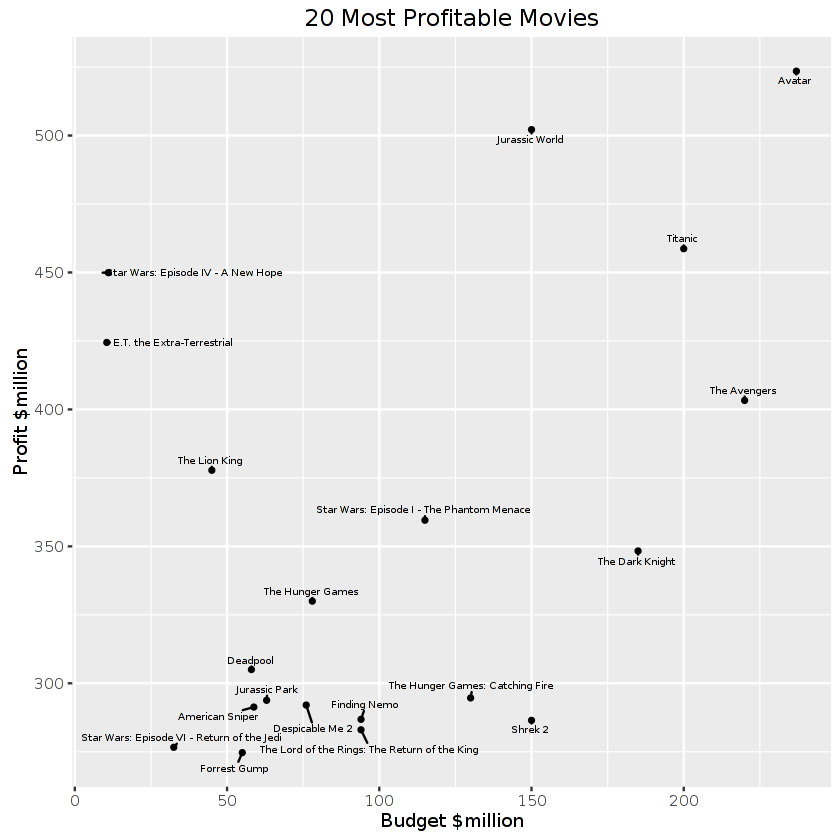 20 Most Profitable Movies
Avatar
Jurassic World
500
Titanic
Star Wars: Episode IV - A New Hope
450
E.T. the Extra-Terrestrial
The Avengers
400
The Lion King
Star Wars: Episode I - The Phantom Menace
350
The Dark Knight
The Hunger Games
Deadpool
300
Jurassic Park
The Hunger Games: Catching Fire
American Sniper
Finding Nemo
Despicable Me 2
Shrek 2
Star Wars: Episode VI - Return of the Jedi
The Lord of the Rings: The Return of the King
Forrest Gump
Profit $million
0 50 100 150 200
Budget $million